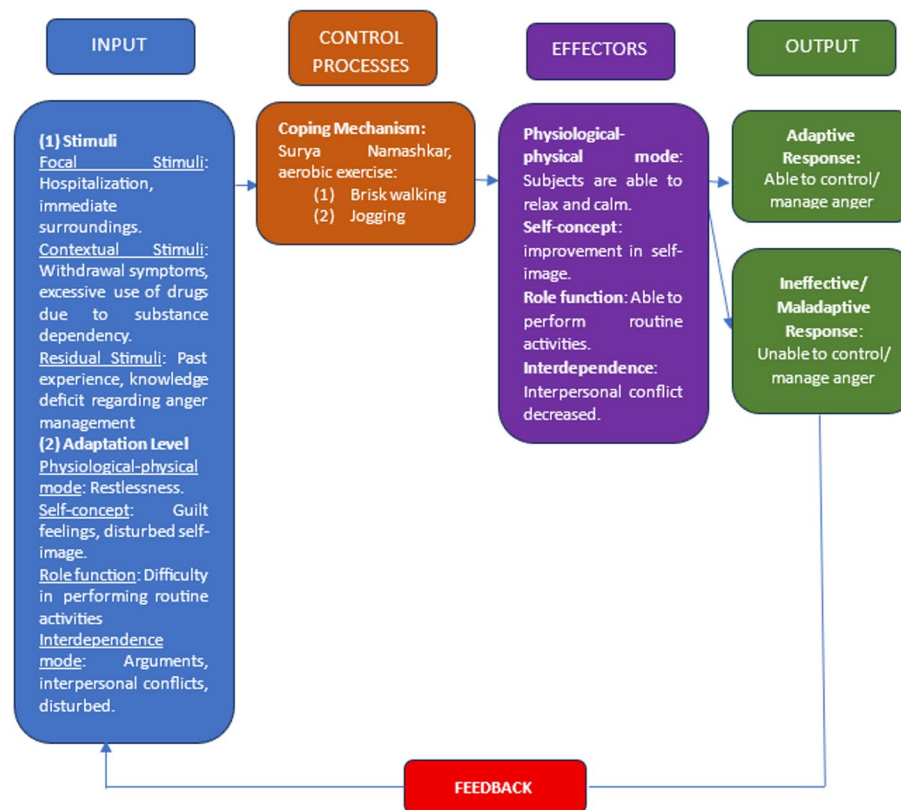 INPUT
CONTROL
PROCESSES
EFFECTORS
OUTPUT
(1) Stimuli
Focal Stimuli:
Hospitalization,
immediate
surroundings.
Contextual Stimuli:
Withdrawal symptoms,
excessive use of drugs
due to substance
dependency.
Residual Stimuli: Past
experience, knowledge
deficit regarding anger
management
(2) Adaptation Level
Physiological-physical
mode: Restlessness.
Self-concept: Guilt
feelings, disturbed self-
image.
Role function: Difficulty
in performing routine
activities
Interdependence
mode: Arguments,
interpersonal conflicts,
disturbed.
Coping Mechanism:
Surya Namashkar,
aerobic exercise:
(1) Brisk walking
(2) Jogging
Physiological-
physical mode:
Subjects are able to
relax and calm.
Self-concept:
improvement in self-
image.
Role function: Able to
perform routine
activities.
Interdependence:
Interpersonal conflict
decreased.
Adaptive
Response:
Able to control/
manage anger
Ineffective/
Maladaptive
Response:
Unable to control/
manage anger
FEEDBACK